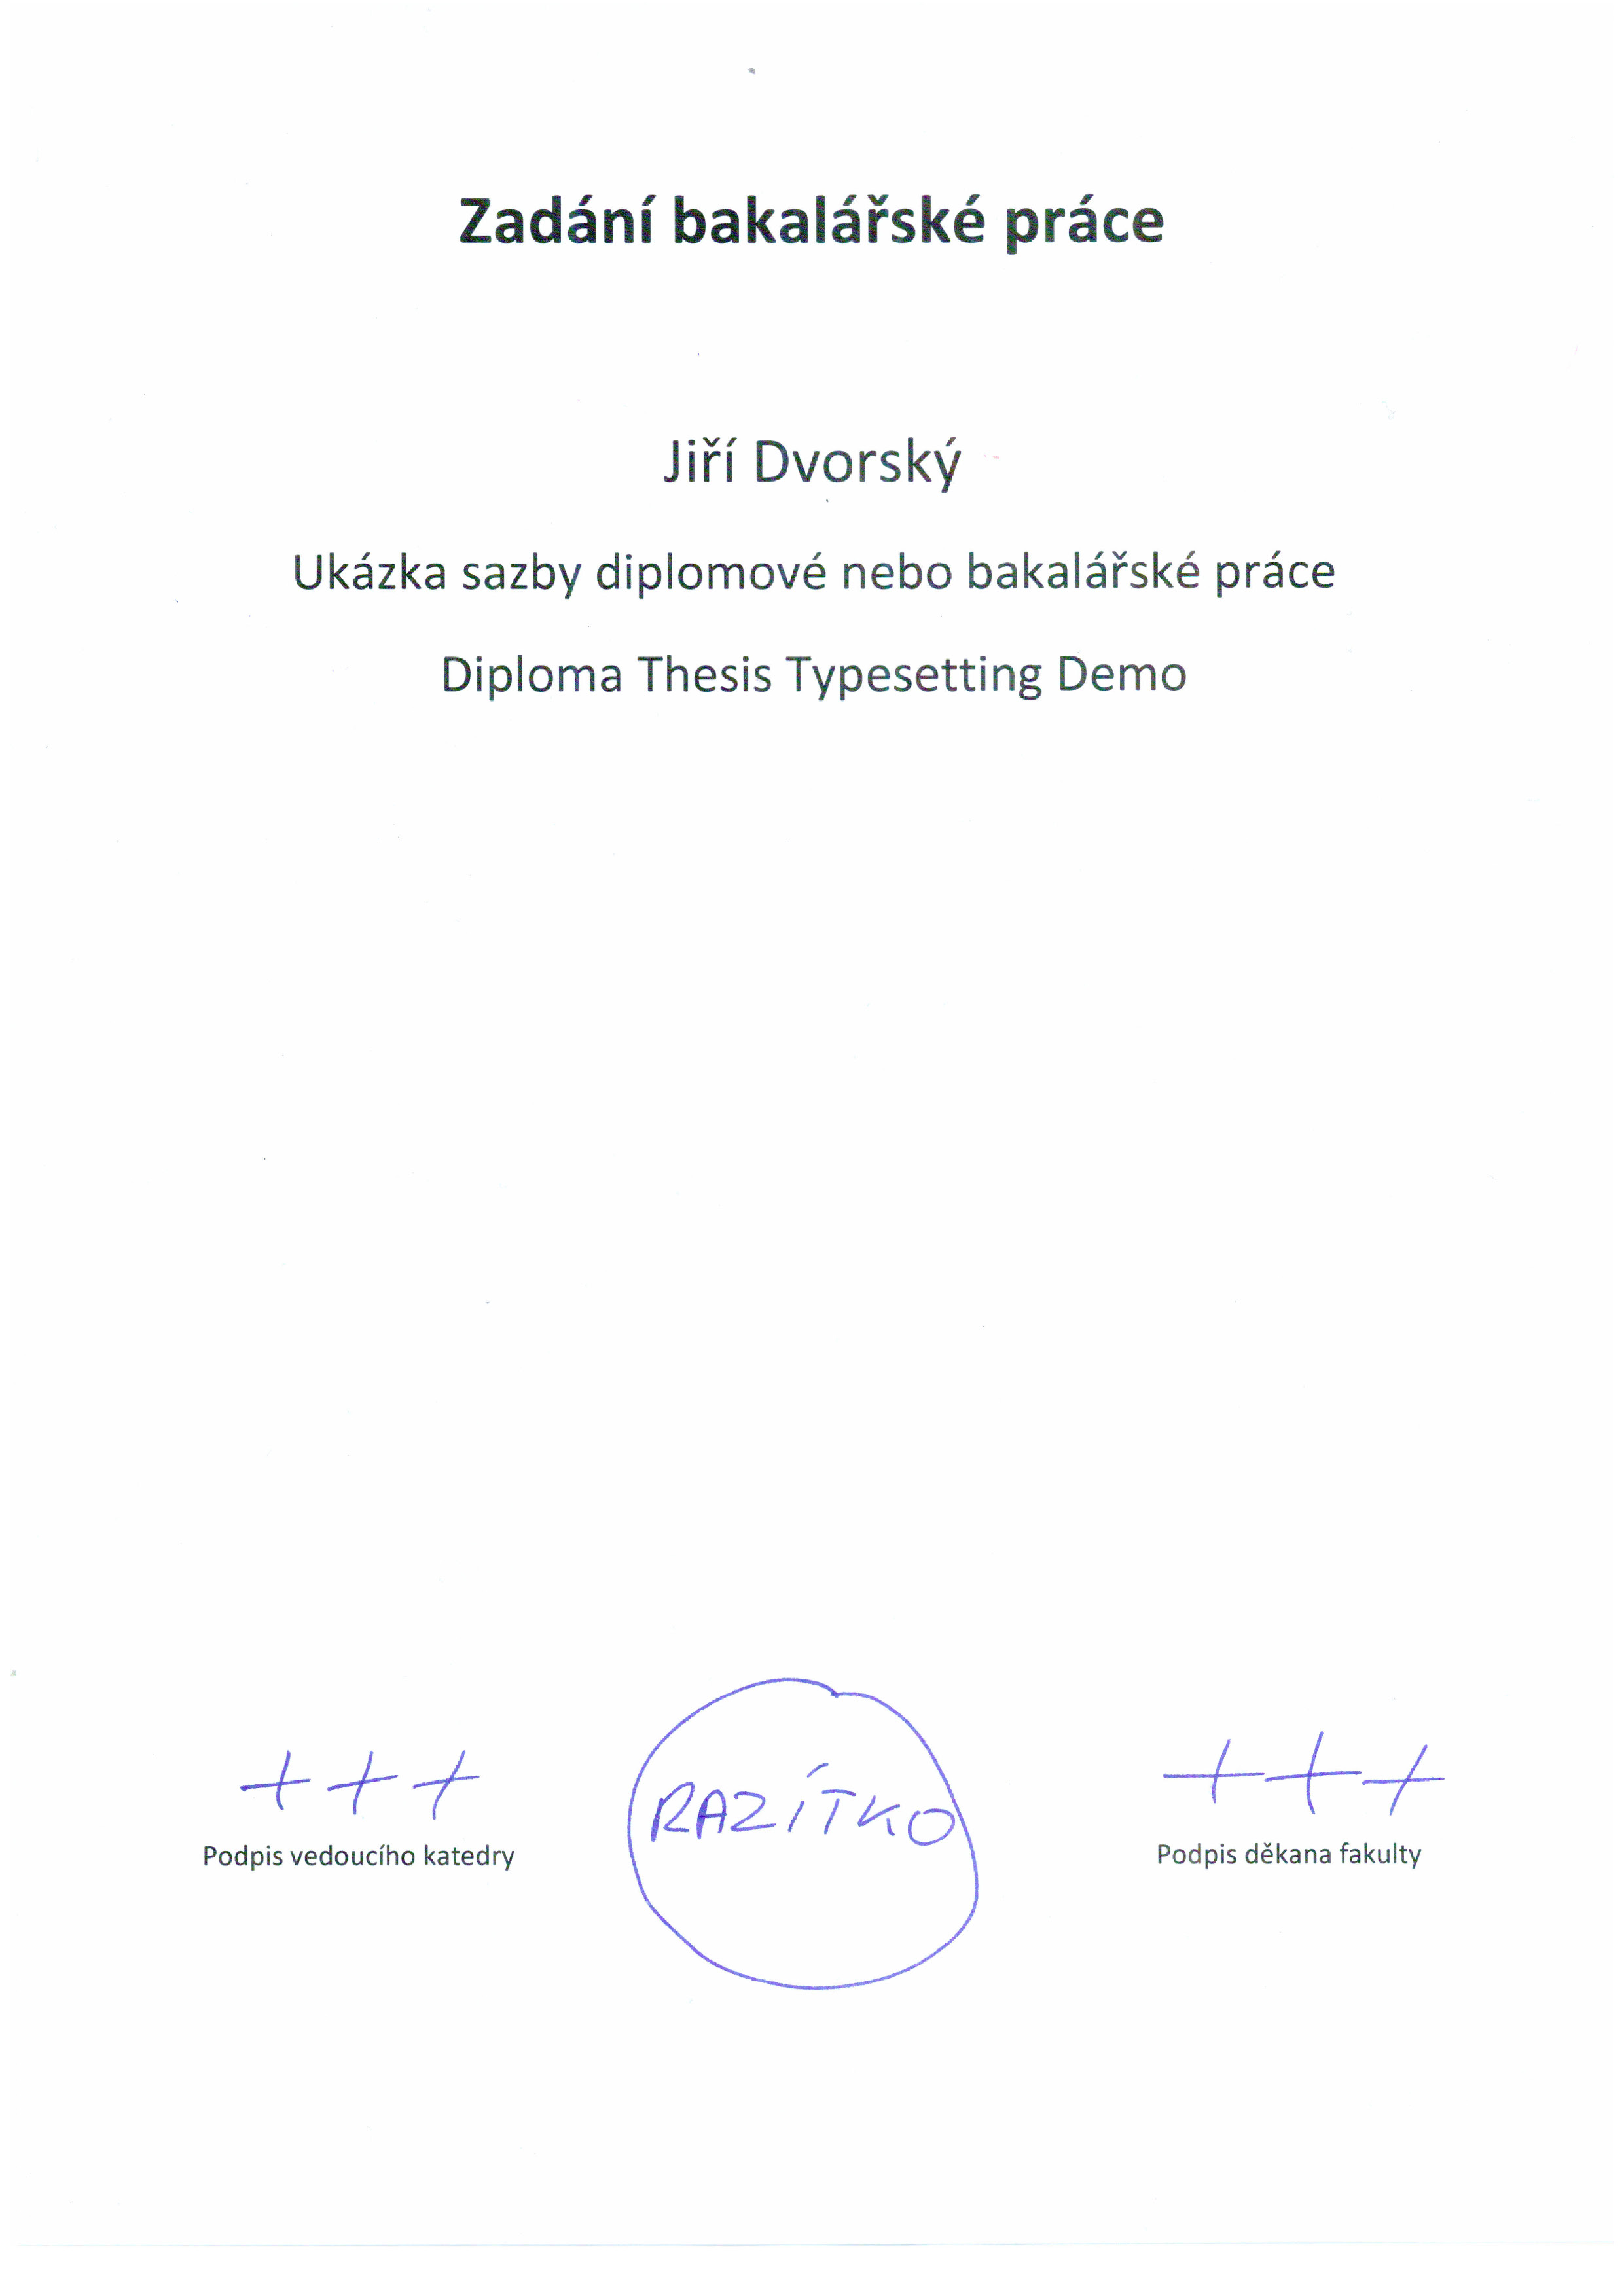 Zadání bakalářské práce
Jiří Dvorský
Ukázka sazby diplomové nebo bakalářské práce
Diploma Thesis Typesetting Demo
+++
RAZÍTKO
+++
Podpis vedoucího katedry
Podpis děkana fakulty